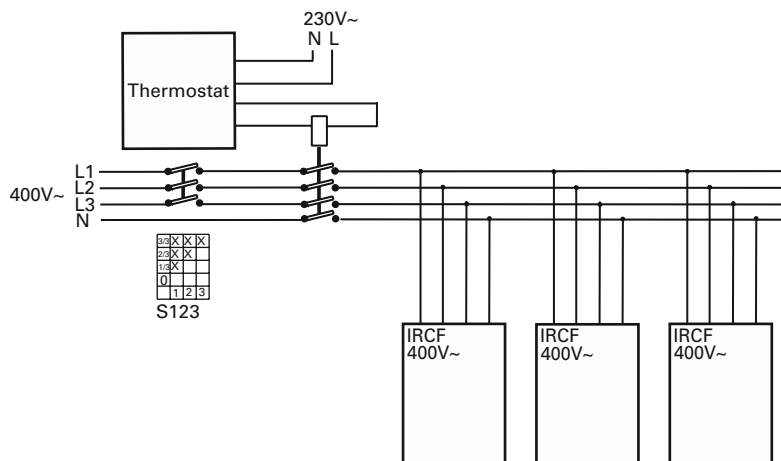 230V~
N L
Thermostat
400V~
L1
L2
L3
N
3/3 X X X
2/3 X X
1/3 X
0
1 2 3
S123
IRCF
400V~
IRCF
400V~
IRCF
400V~